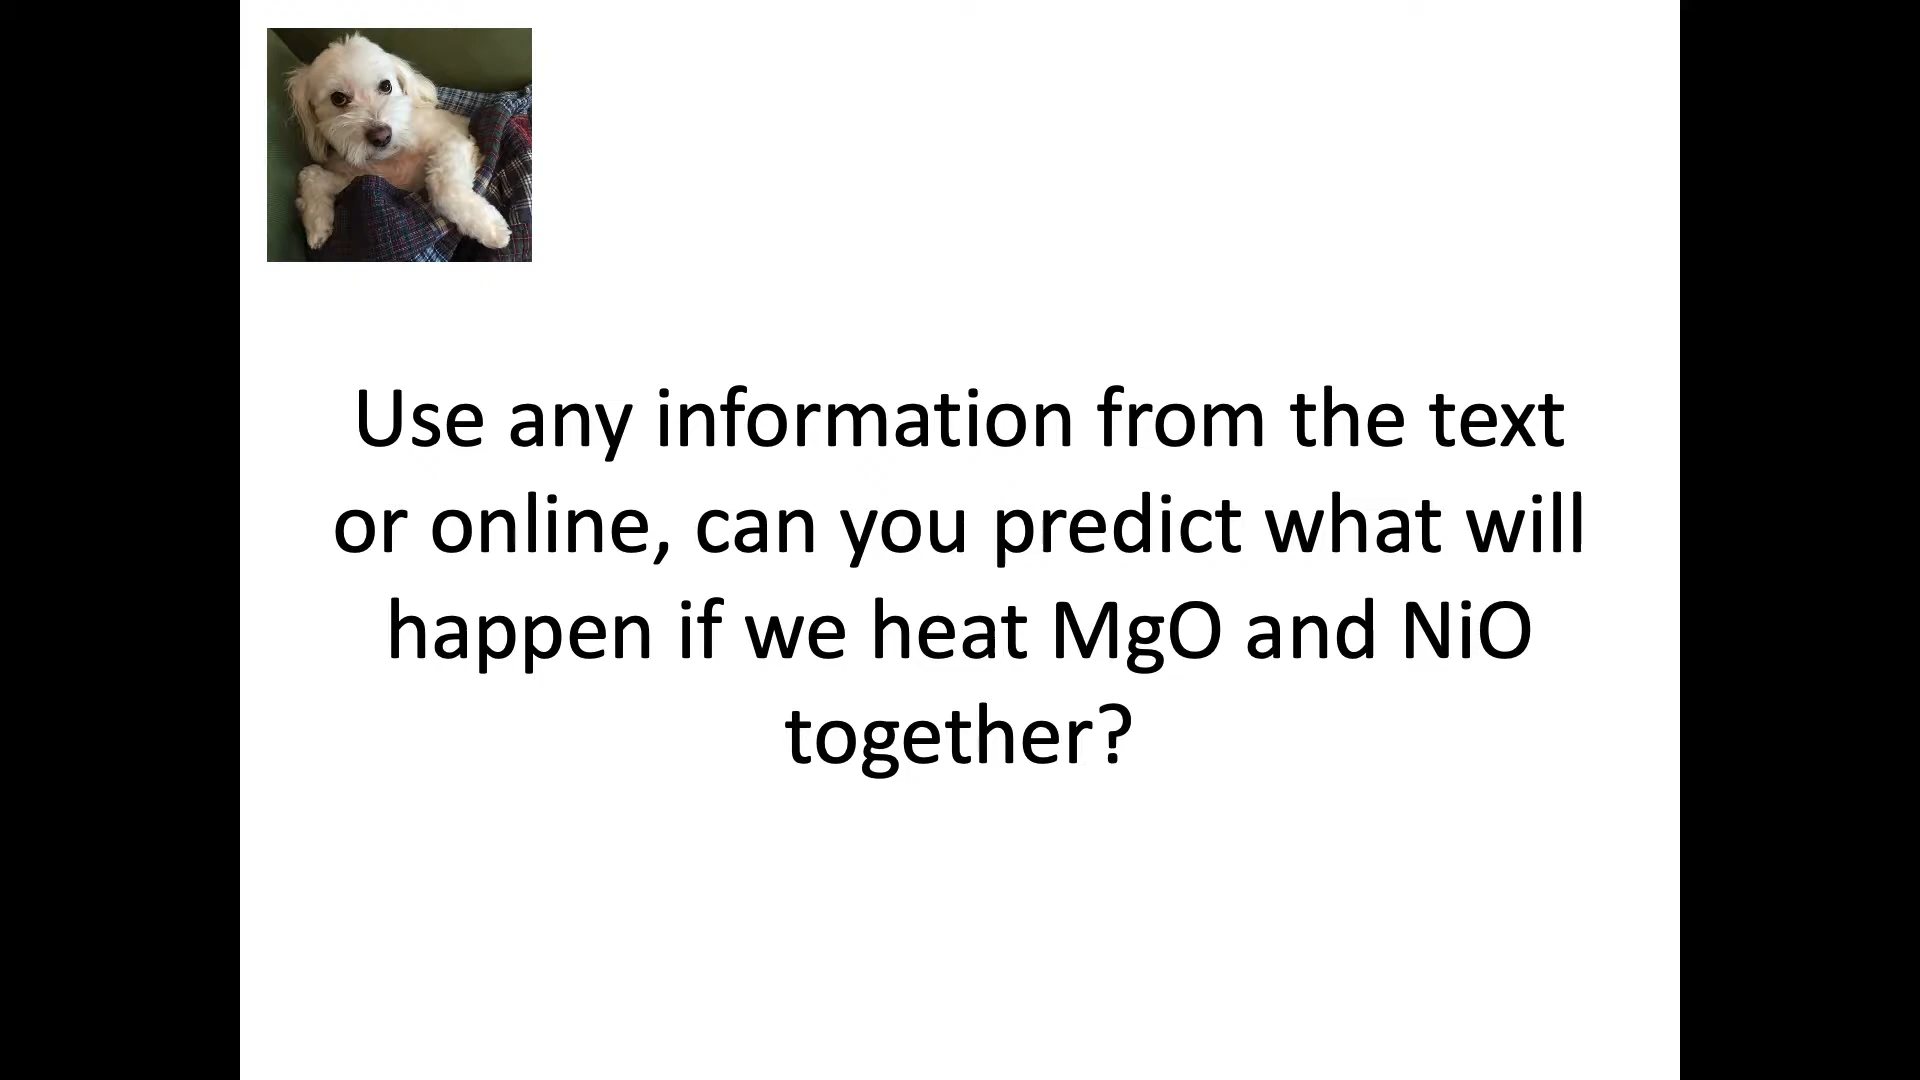 Use any information from the text
or online, can you predict what will
happen if we heat MgO and NiO
together?